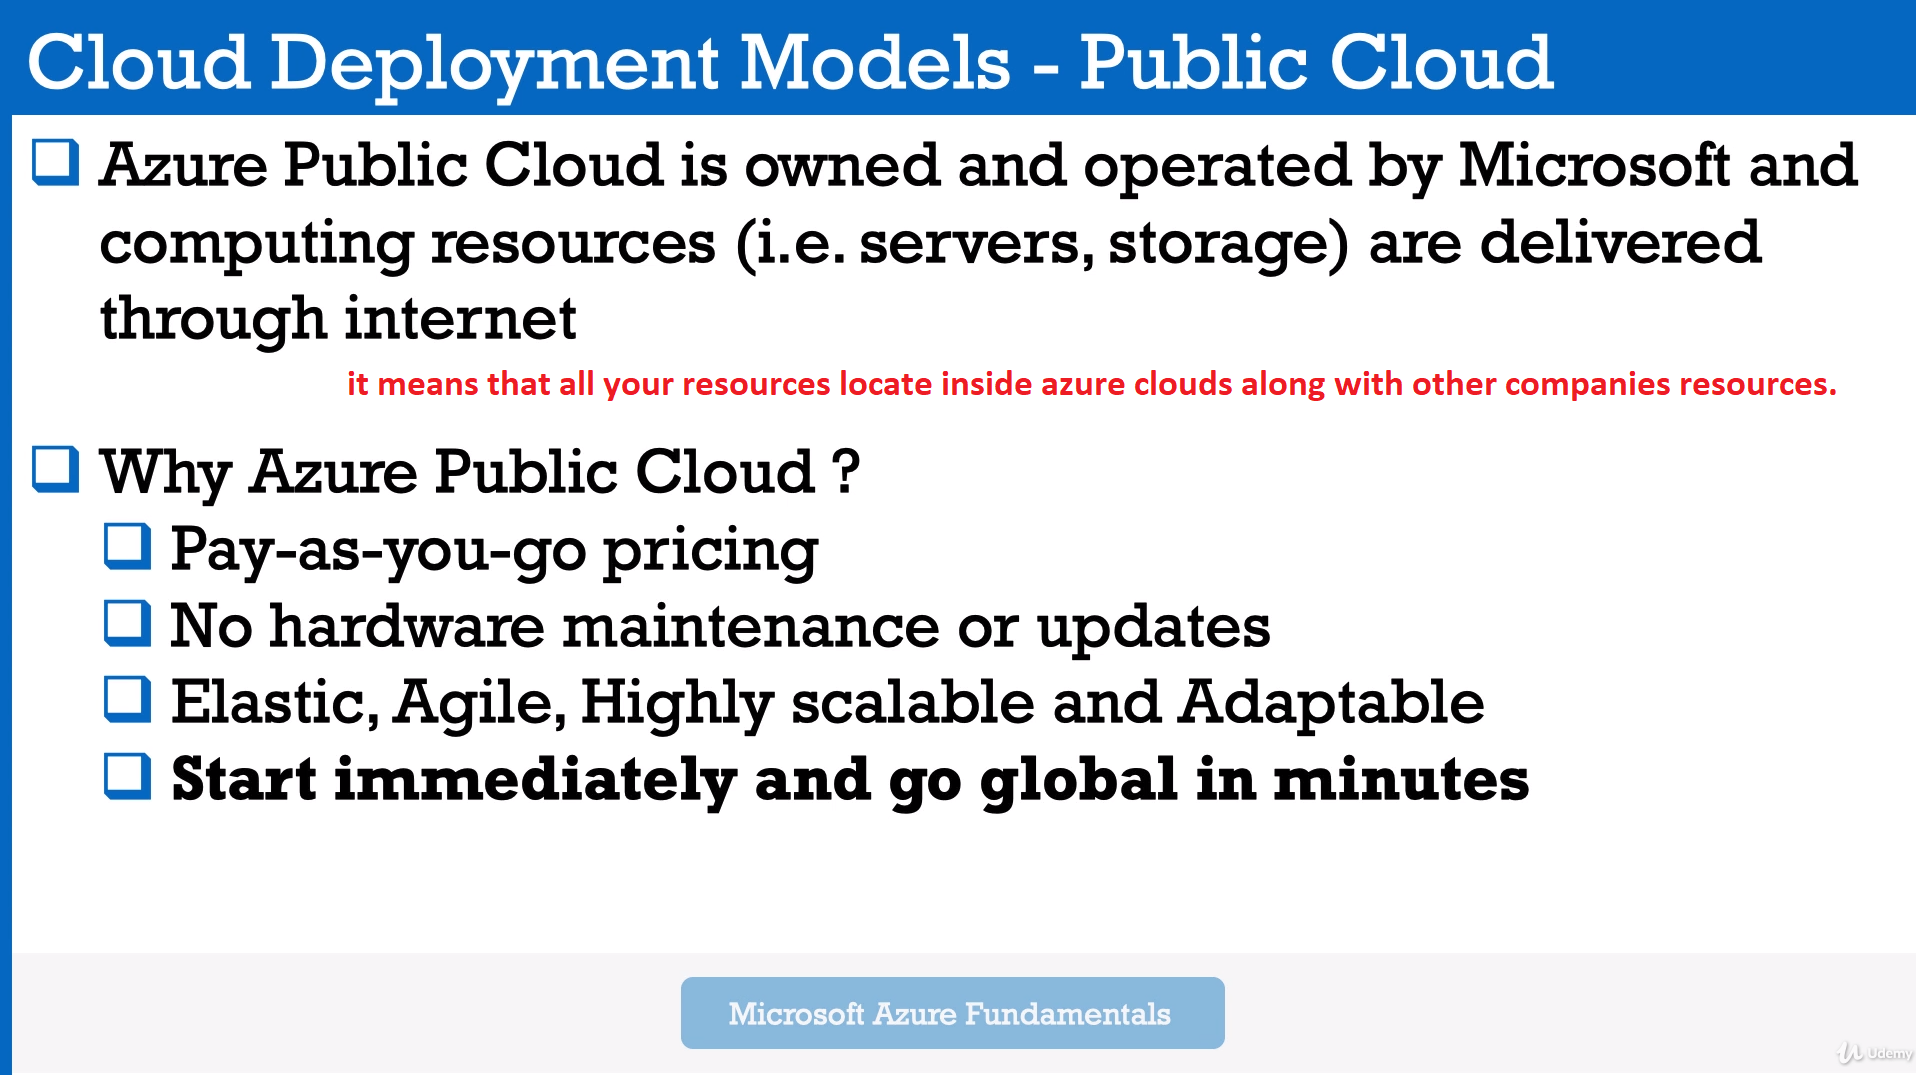 Cloud Deployment Models - Public Cloud
Azure Public Cloud is owned and operated by Microsoft and
computing resources (i.e. servers, storage) are delivered
through internet
it means that all your resources locate inside azure clouds along with other companies resources.
Why Azure Public Cloud ?
Pay-as-you-go pricing
No hardware maintenance or updates
Elastic, Agile, Highly scalable and Adaptable
Start immediately and go global in minutes
Microsoft Azure Fundamentals
Udemy